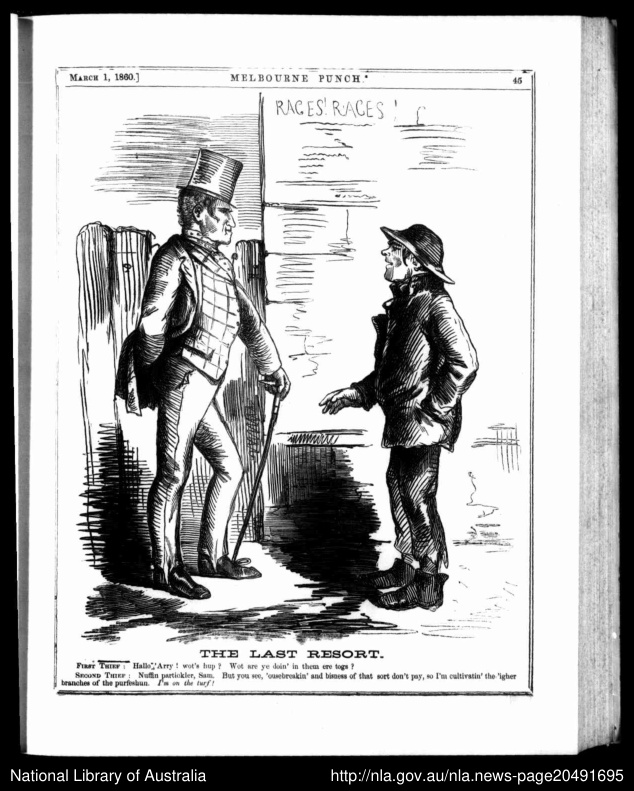 MARCH 1, 1860.] MELBOURNE PUNCH. 45
RACES! RACES!
THE LAST RESORT.
FIRST THIEF: Hallo, 'Arry! wot's hup? Wot are ye doin' in them ere togs?
SECOND THIEF: Nuffin partickler, Sam. But you see, 'ousebreakin' and bisness of that sort don't pay, so I'm cultivatin' the 'igher
branches of the purfeshun. I'm on the turf!
National Library of Australia http://nla.gov.au/nla.news-page20491695